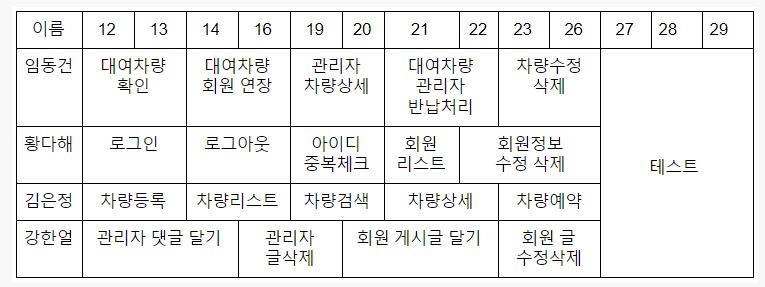 이름 12 13 14 16 19 20 21 22 23 26 27 28 29
임동건 대여차량 대여차량 관리자 대여차량 차량수정
확인 회원 연장 차량상세 관리자 삭제
반납처리
황다해 로그인 로그아웃 아이디 회원 회원정보
중복체크 리스트 수정 삭제
테스트
김은정 차량등록 차량리스트 차량검색 차량상세 차량예약
강한얼 관리자 댓글 달기 관리자 회원 게시글 달기 회원 글
글삭제 수정삭제